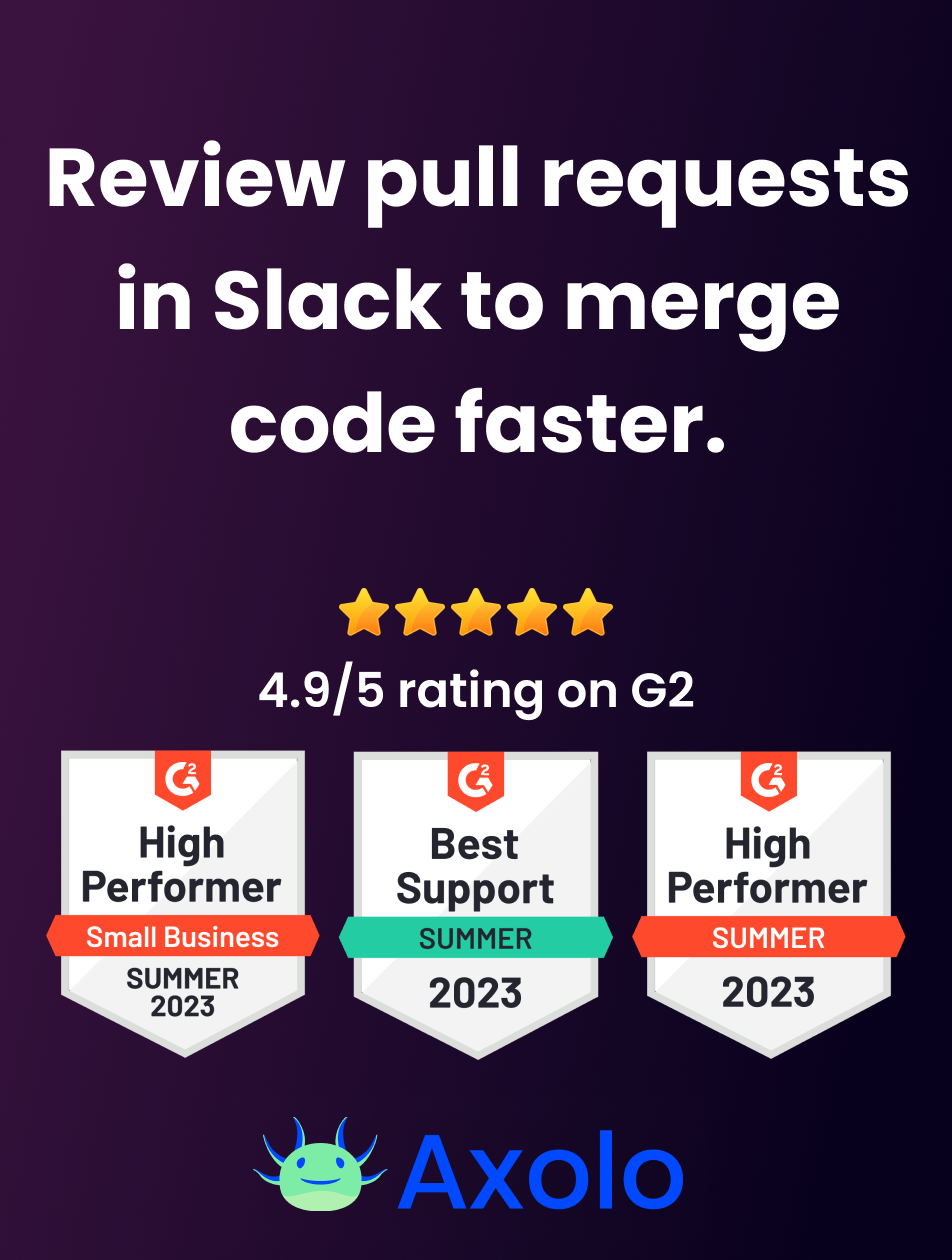 Review pull requests
in Slack to merge
code faster.
4.9/5 rating on G2
G2
High
Performer
Small Business
SUMMER
2023
G2
Best
Support
SUMMER
2023
G2
High
Performer
SUMMER
2023
Axolo